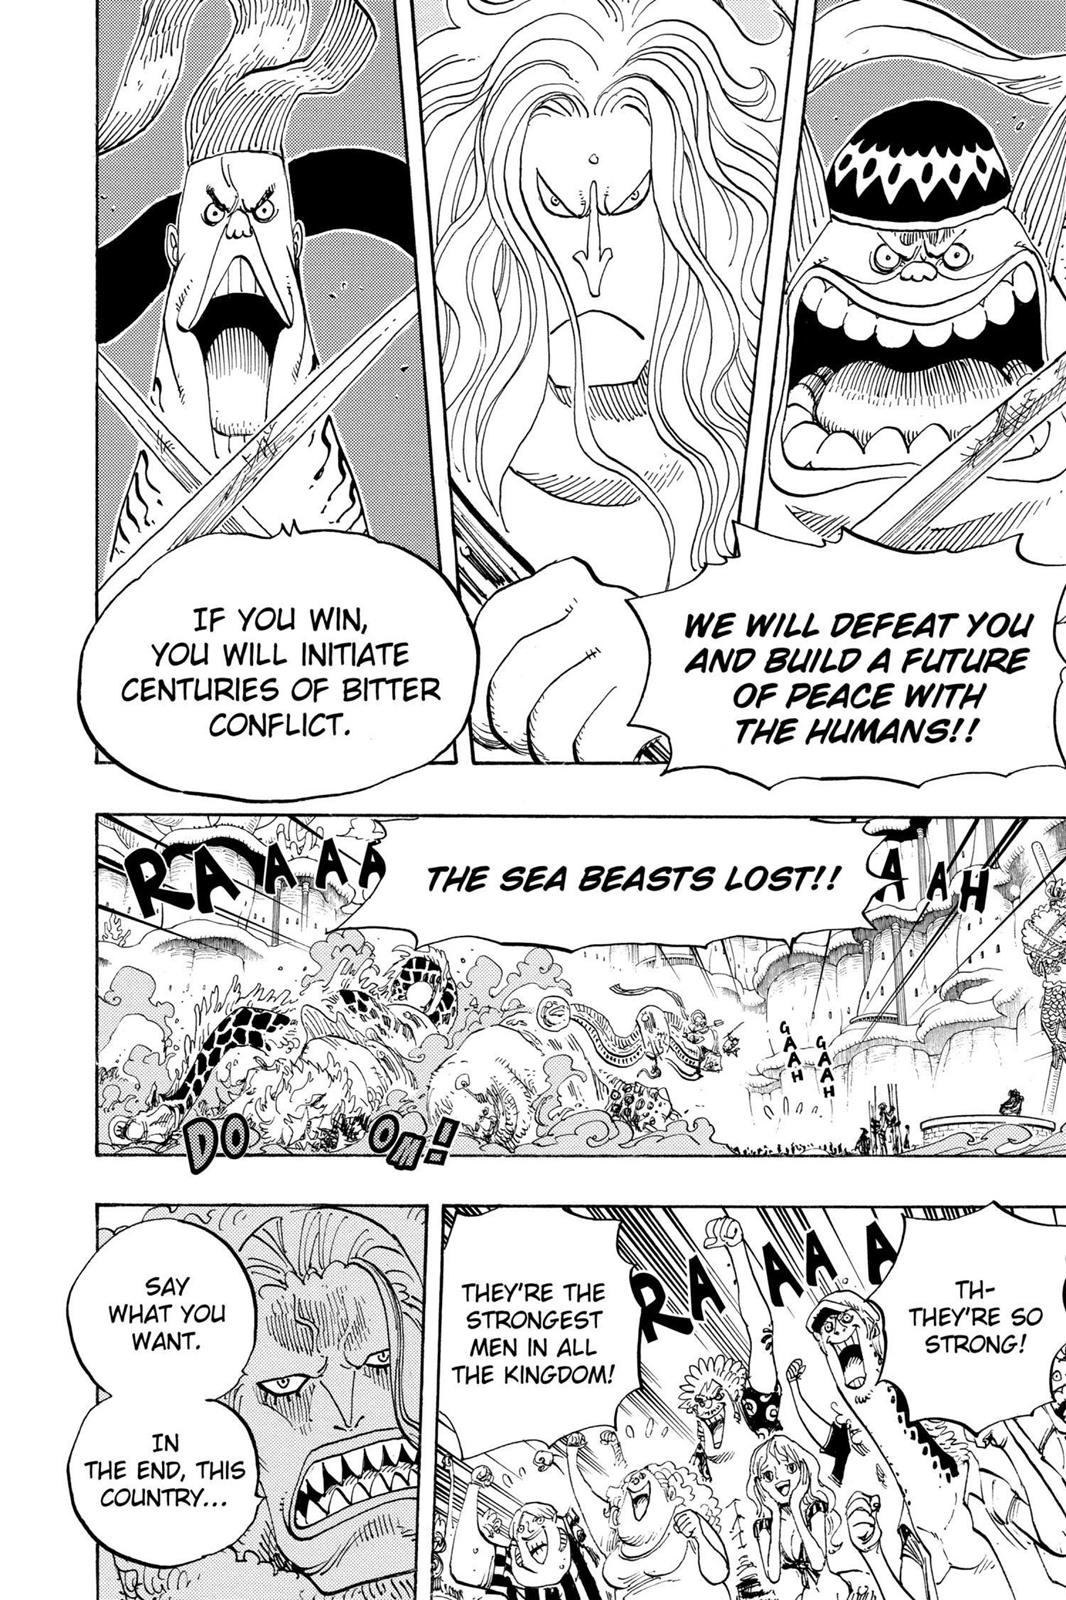 WE WILL DEFEAT YOU
AND BUILD A FUTURE
OF PEACE WITH
THE HUMANS!!
IF YOU WIN,
YOU WILL INITIATE
CENTURIES OF BITTER
CONFLICT.
RAAAA
THE SEA BEASTS LOST!!
AAH
GAAH
GAAH
DOOM!
TH-
THEY'RE SO
STRONG!
RAAAA
THEY'RE THE
STRONGEST
MEN IN ALL
THE KINGDOM!
SAY
WHAT YOU
WANT.
IN
THE END, THIS
COUNTRY...